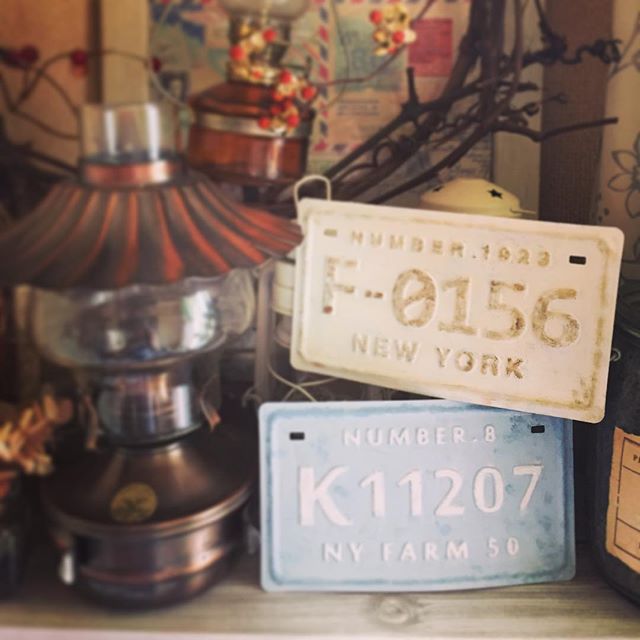 NUMBER.1923
F-0156
NEW YORK
NUMBER.8
K11207
NY FARM 50